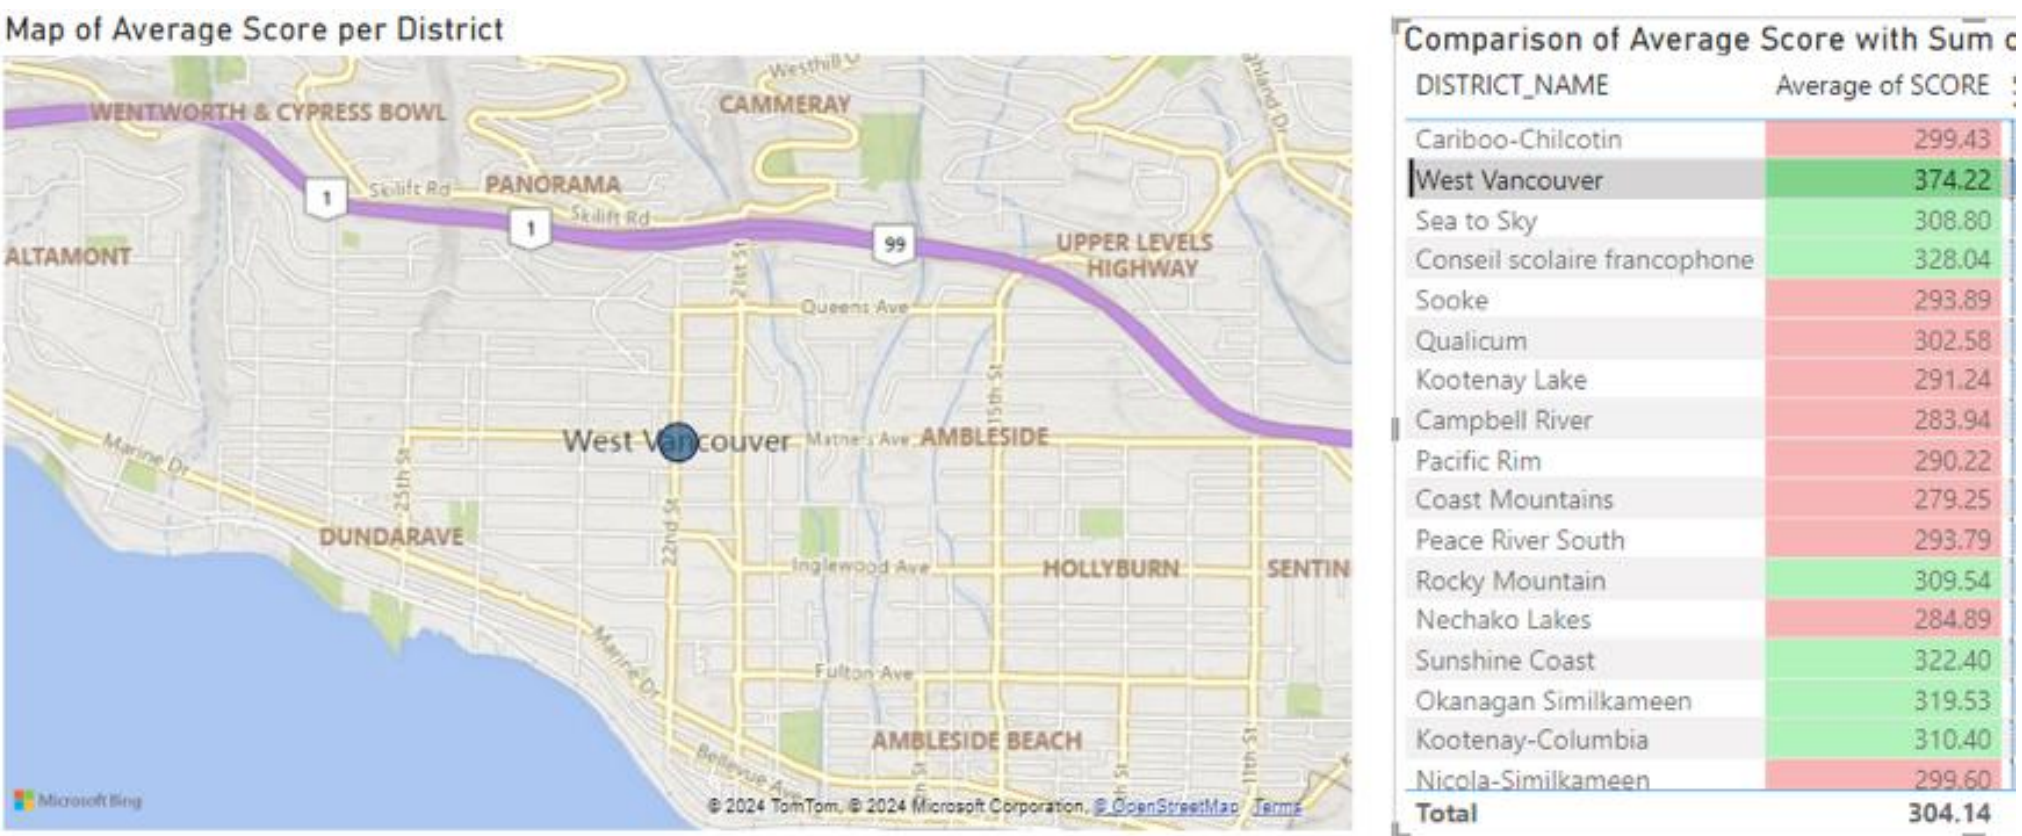 Map of Average Score per District
Westhill
WENTWORTH & CYPRESS BOWL
CAMMERAY
1
Skilift Rd
PANORAMA
Skilift Rd
1
99
ALTAMONT
UPPER LEVELS
HIGHWAY
21st St
Queens Ave
15th St
West Vancouver
Mathers Ave
AMBLESIDE
Marine Dr
25th St
DUNDARAVE
22nd St
Inglewood Ave
HOLLYBURN
SENTIN
Marine Dr
Fulton Ave
AMBLESIDE BEACH
Bellevue Ave
11th St
Microsoft Bing
© 2024 TomTom, © 2024 Microsoft Corporation, © OpenStreetMap Terms
Comparison of Average Score with Sum
DISTRICT_NAME Average of SCORE
Cariboo-Chilcotin 299.43
West Vancouver 374.22
Sea to Sky 308.80
Conseil scolaire francophone 328.04
Sooke 293.89
Qualicum 302.58
Kootenay Lake 291.24
Campbell River 283.94
Pacific Rim 290.22
Coast Mountains 279.25
Peace River South 293.79
Rocky Mountain 309.54
Nechako Lakes 284.89
Sunshine Coast 322.40
Okanagan Similkameen 319.53
Kootenay-Columbia 310.40
Nicola-Similkameen 299.60
Total 304.14